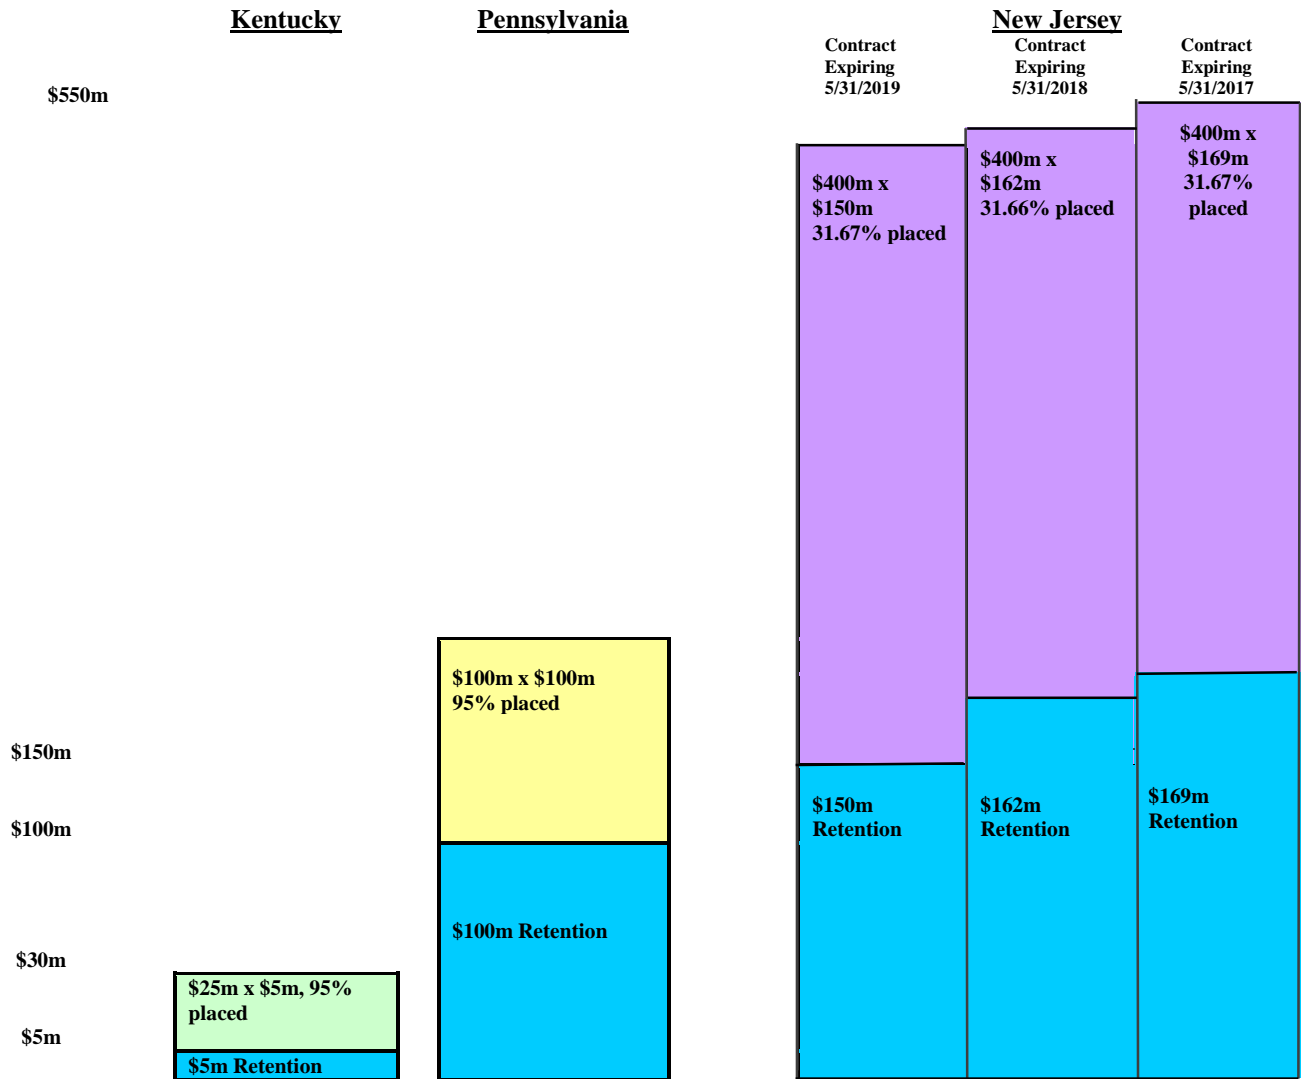 Kentucky
Pennsylvania
New Jersey
Contract
Expiring
5/31/2019
Contract
Expiring
5/31/2018
Contract
Expiring
5/31/2017
$550m
$400m x
$150m
31.67% placed
$400m x
$162m
31.66% placed
$400m x
$169m
31.67%
placed
$100m x $100m
95% placed
$150m
$100m
$150m
Retention
$162m
Retention
$169m
Retention
$100m Retention
$30m
$25m x $5m, 95%
placed
$5m
$5m Retention